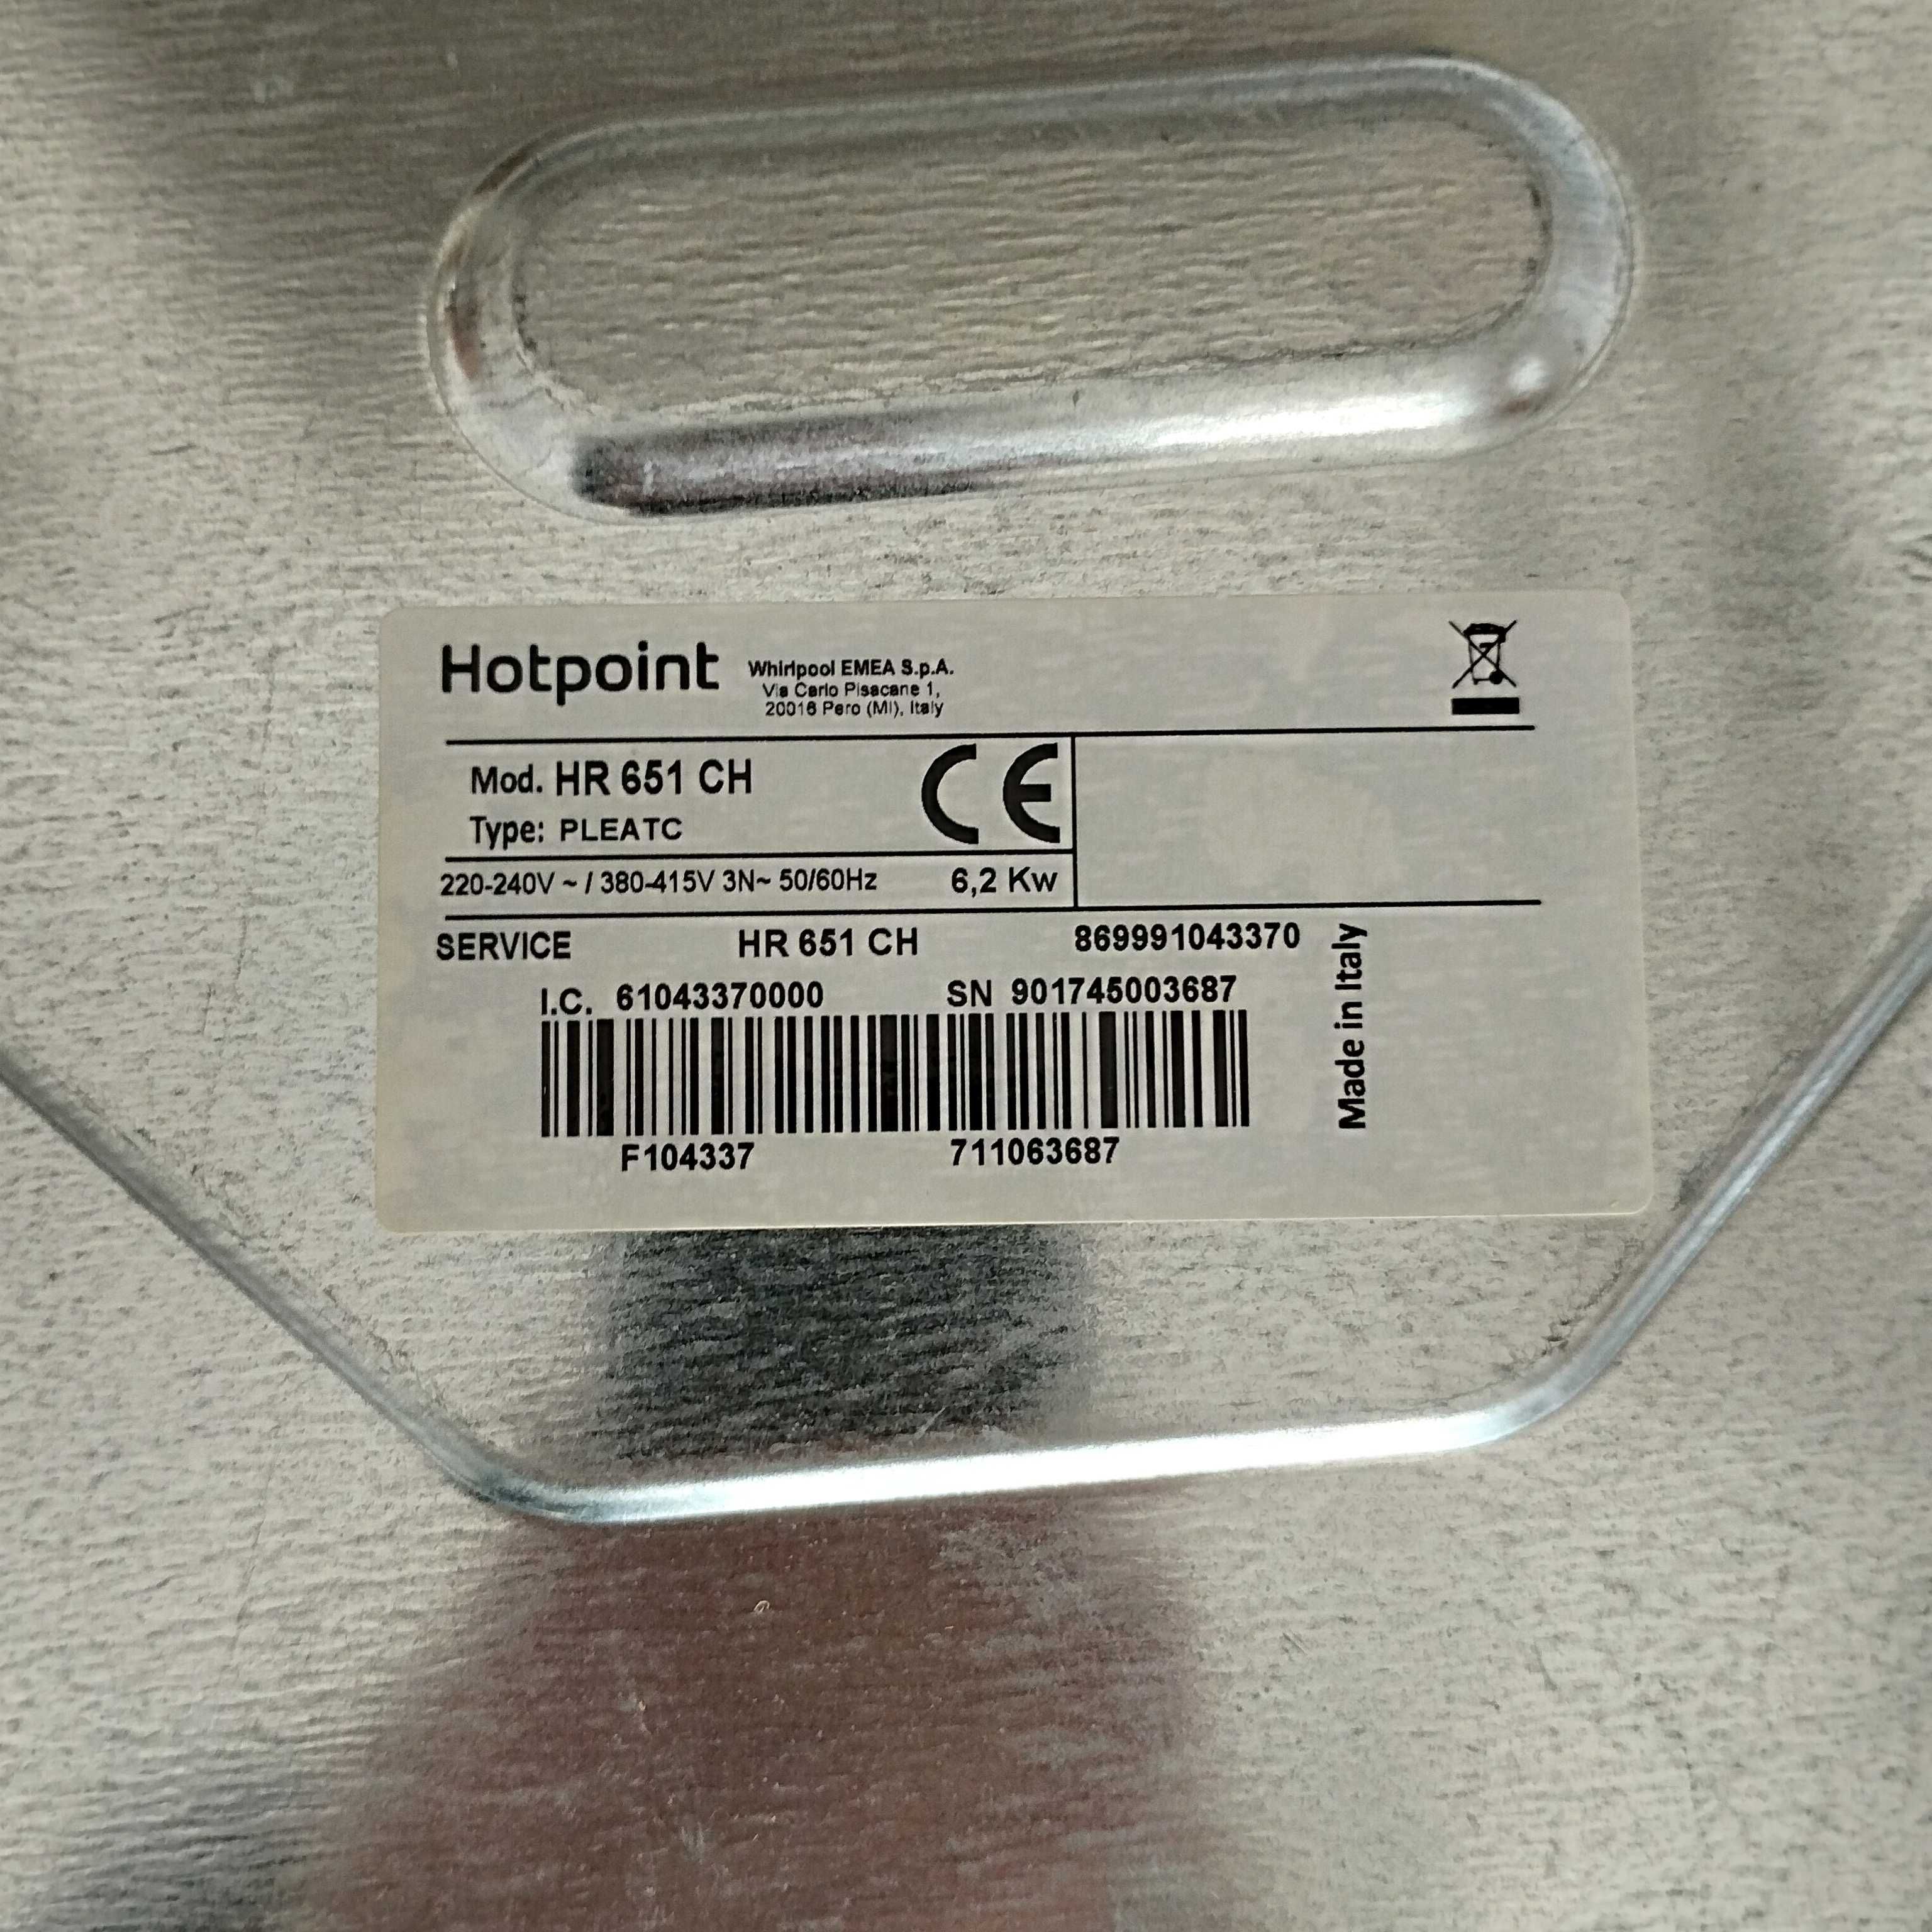 Hotpoint
Whirlpool EMEA S.p.A.
Via Carlo Pisacane 1,
20016 Pero (MI), Italy
Mod. HR 651 CH
Type: PLEATC
CE
220-240V ~ / 380-415V 3N~ 50/60Hz 6,2 Kw
SERVICE HR 651 CH 869991043370
I.C. 61043370000 SN 901745003687
F104337 711063687
Made in Italy